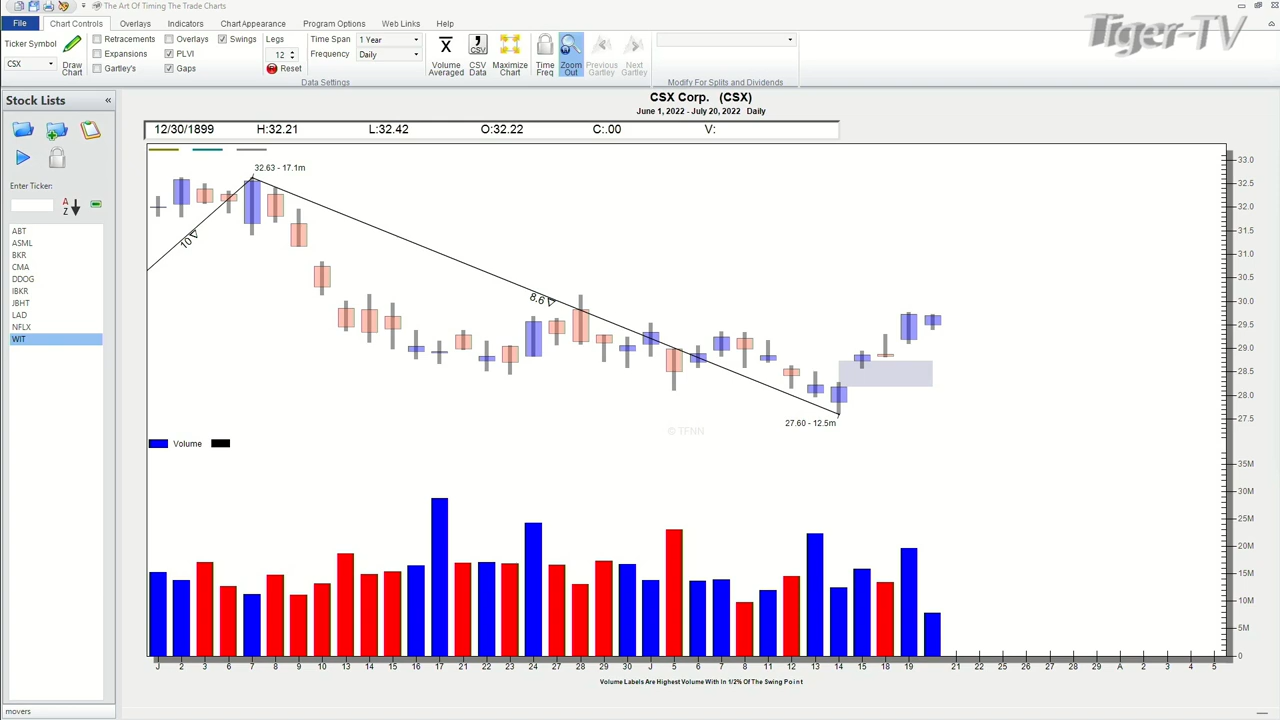 The Art Of Timing The Trade Charts
Tiger-TV
File Chart Controls Overlays Indicators Chart Appearance Program Options Web Links Help
Ticker Symbol Retracements Overlays Swings Legs Time Span 1 Year
Expansions PLVI 12 Frequency Daily
CSX Gartley's Gaps Reset
Draw Chart
Volume Averaged
CSV
CSV Data
Maximize Chart
Time Freq
Zoom Out
Previous Gartley
Next Gartley
Data Settings
Modify For Splits and Dividends
Stock Lists «
Enter Ticker:
A Z
ABT
ASML
BKR
CMA
DDOG
IBKR
JBHT
LAD
NFLX
WIT
movers
CSX Corp. (CSX)
June 1, 2022 - July 20, 2022 Daily
12/30/1899 H:32.21 L:32.42 O:32.22 C:.00 V:
32.63 - 17.1m
10
8.6
27.60 - 12.5m
© TFNN
33.0
32.5
32.0
31.5
31.0
30.5
30.0
29.5
29.0
28.5
28.0
27.5
Volume
35M
30M
25M
20M
15M
10M
5M
0
J 2 3 6 7 8 9 10 13 14 15 16 17 21 22 23 24 27 28 29 30 J 5 6 7 8 11 12 13 14 15 18 19 21 22 25 26 27 28 29 A 2 3 4 5
Volume Labels Are Highest Volume With In 1/2% Of The Swing Point